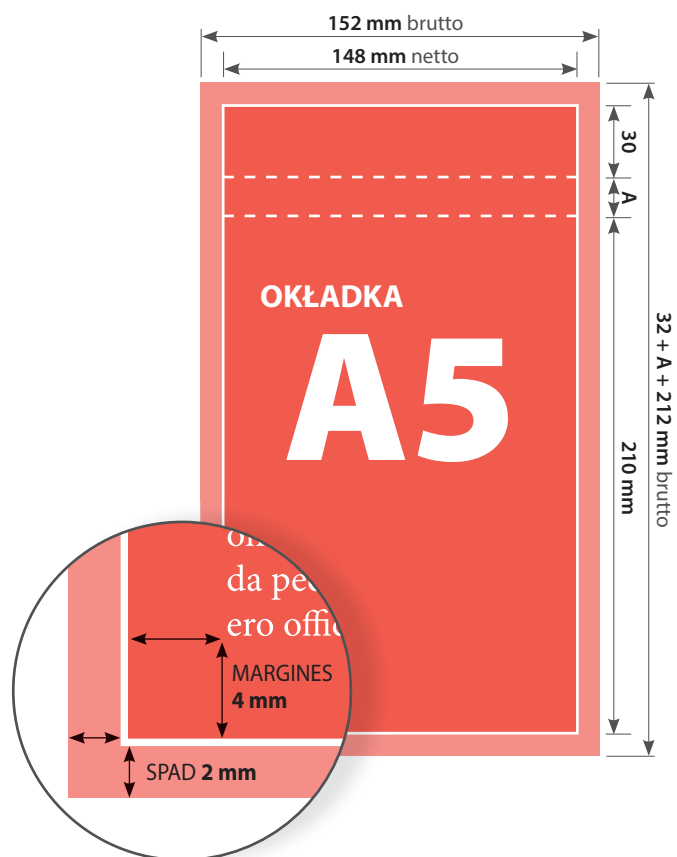 152 mm brutto
148 mm netto
30
A
OKŁADKA
A5
32 + A + 212 mm brutto
210 mm
da pe
ero offic
MARGINES
4 mm
SPAD 2 mm